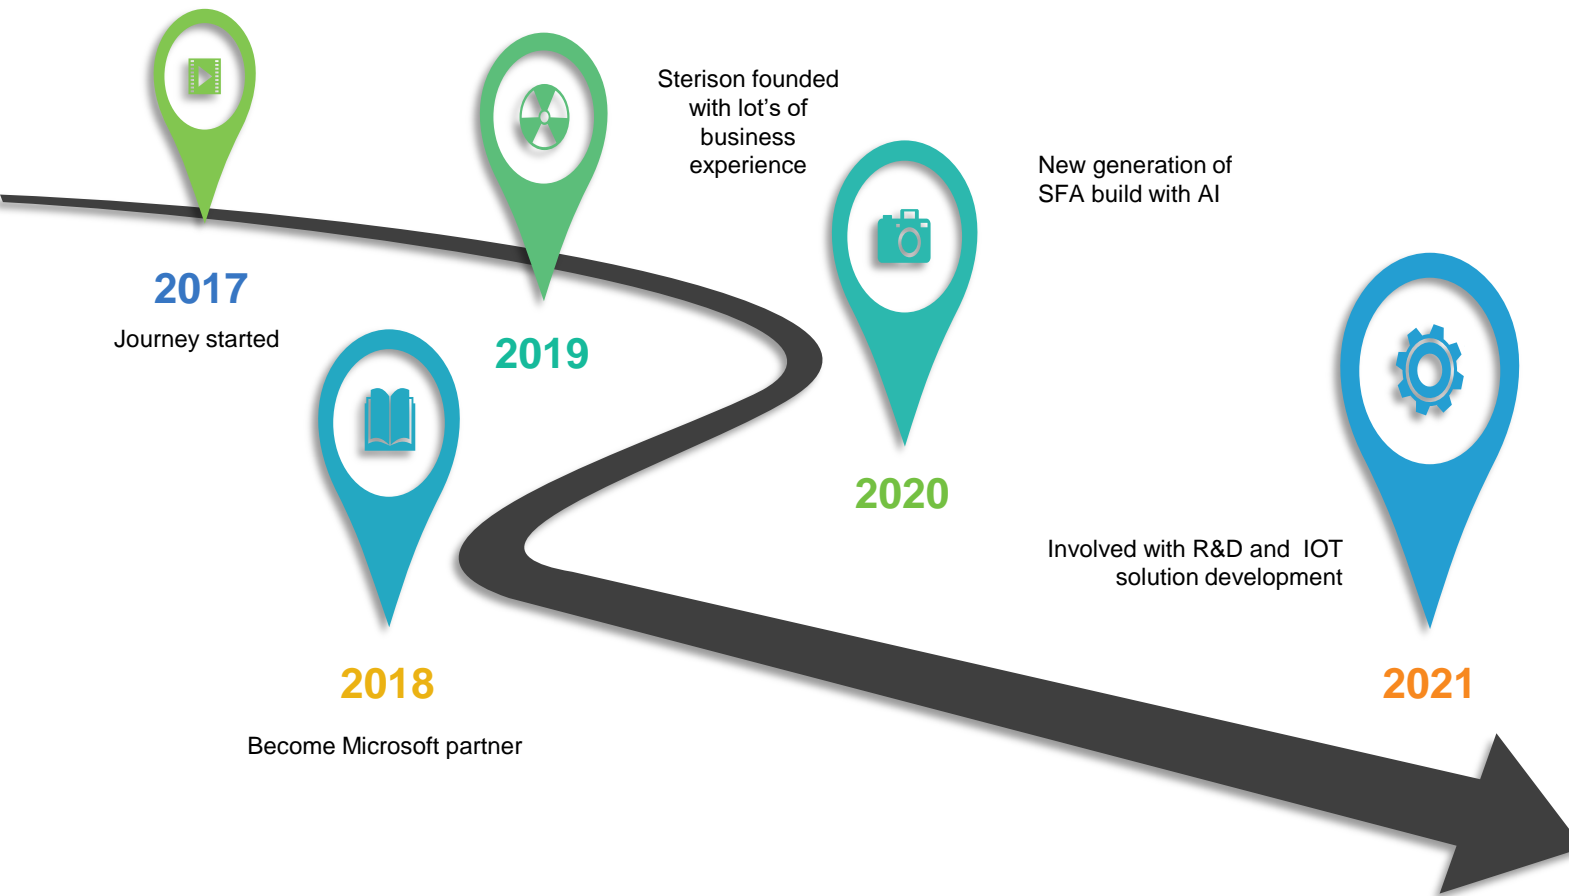 2017
Journey started
2018
Become Microsoft partner
2019
Sterison founded
with lot's of
business
experience
2020
New generation of
SFA build with AI
2021
Involved with R&D and  IOT
solution development